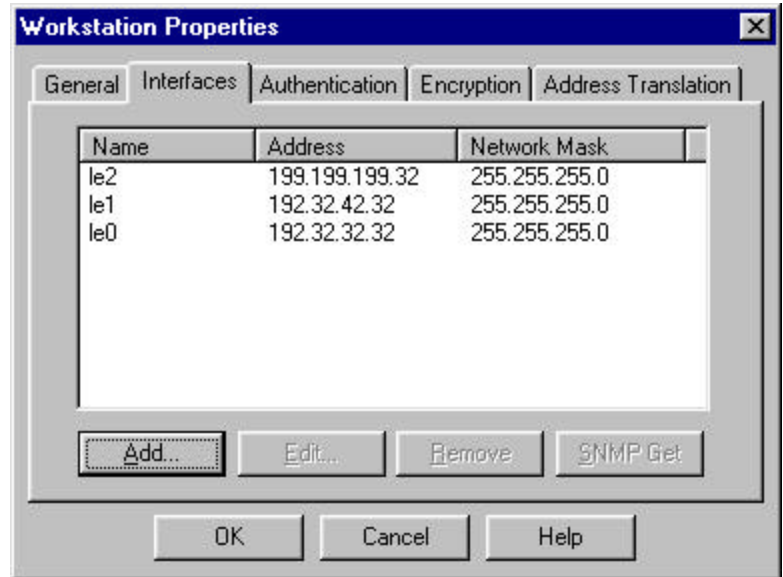 Workstation Properties
General Interfaces Authentication Encryption Address Translation
Name Address Network Mask
le2 199.199.199.32 255.255.255.0
le1 192.32.42.32 255.255.255.0
le0 192.32.32.32 255.255.255.0
Add... Edit... Remove SNMP Get
OK Cancel Help